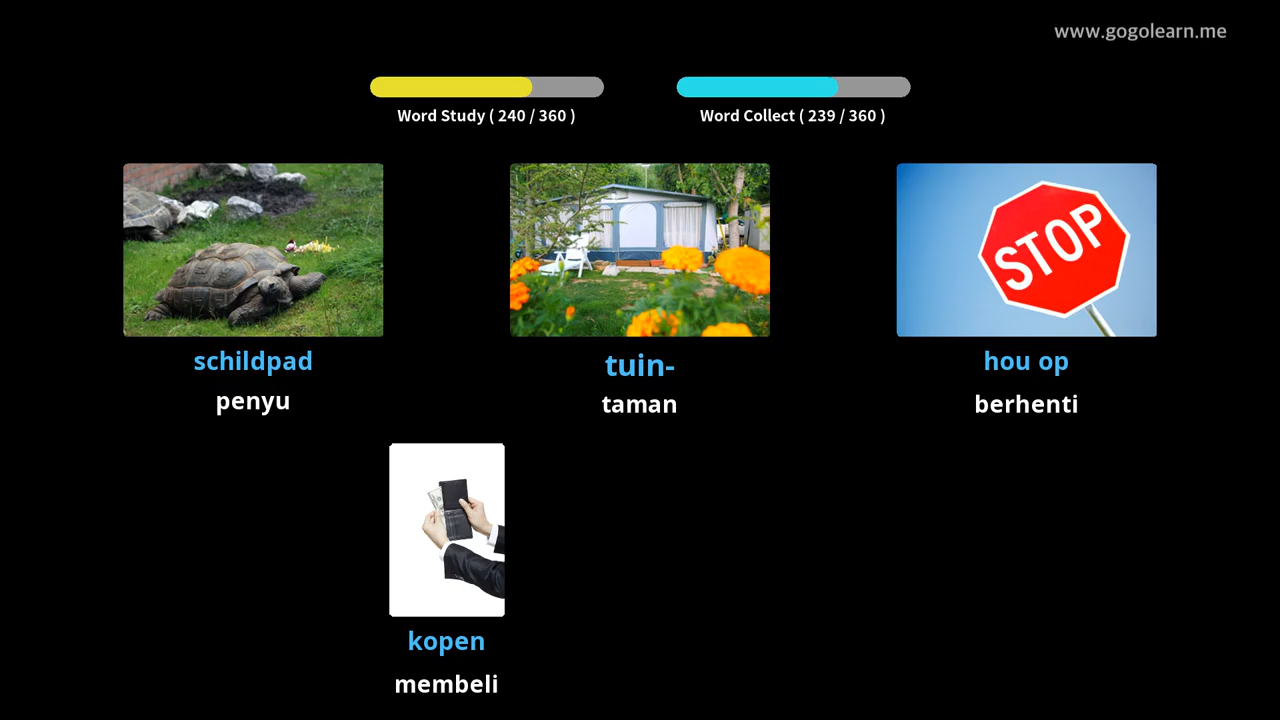 www.gogolearn.me
Word Study ( 240 / 360 )
Word Collect ( 239 / 360 )
STOP
schildpad
penyu
tuin-
taman
hou op
berhenti
kopen
membeli